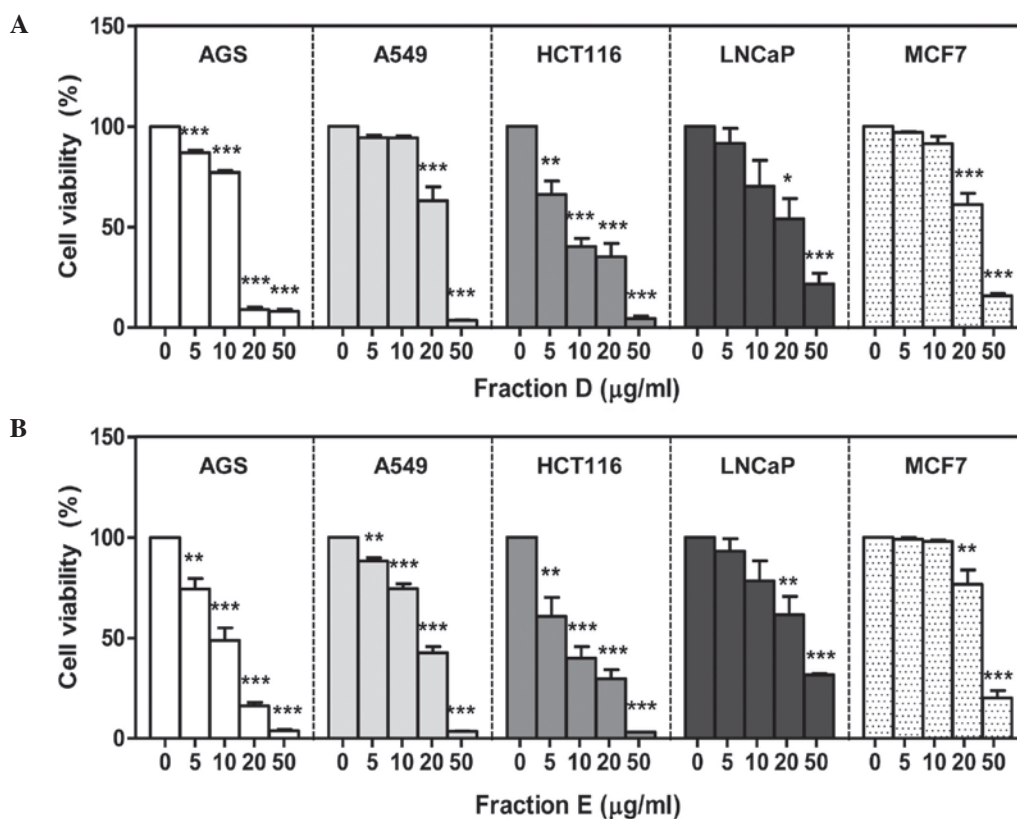 A
Cell viability (%)
150
100
50
0
AGS
A549
HCT116
LNCaP
MCF7
*** *** *** ***
*** ***
** *** *** ***
* ***
*** ***
0 5 10 20 50 0 5 10 20 50 0 5 10 20 50 0 5 10 20 50 0 5 10 20 50
Fraction D (μg/ml)
B
Cell viability (%)
150
100
50
0
AGS
A549
HCT116
LNCaP
MCF7
** *** *** ***
** *** *** ***
** *** *** ***
** ***
** ***
0 5 10 20 50 0 5 10 20 50 0 5 10 20 50 0 5 10 20 50 0 5 10 20 50
Fraction E (μg/ml)